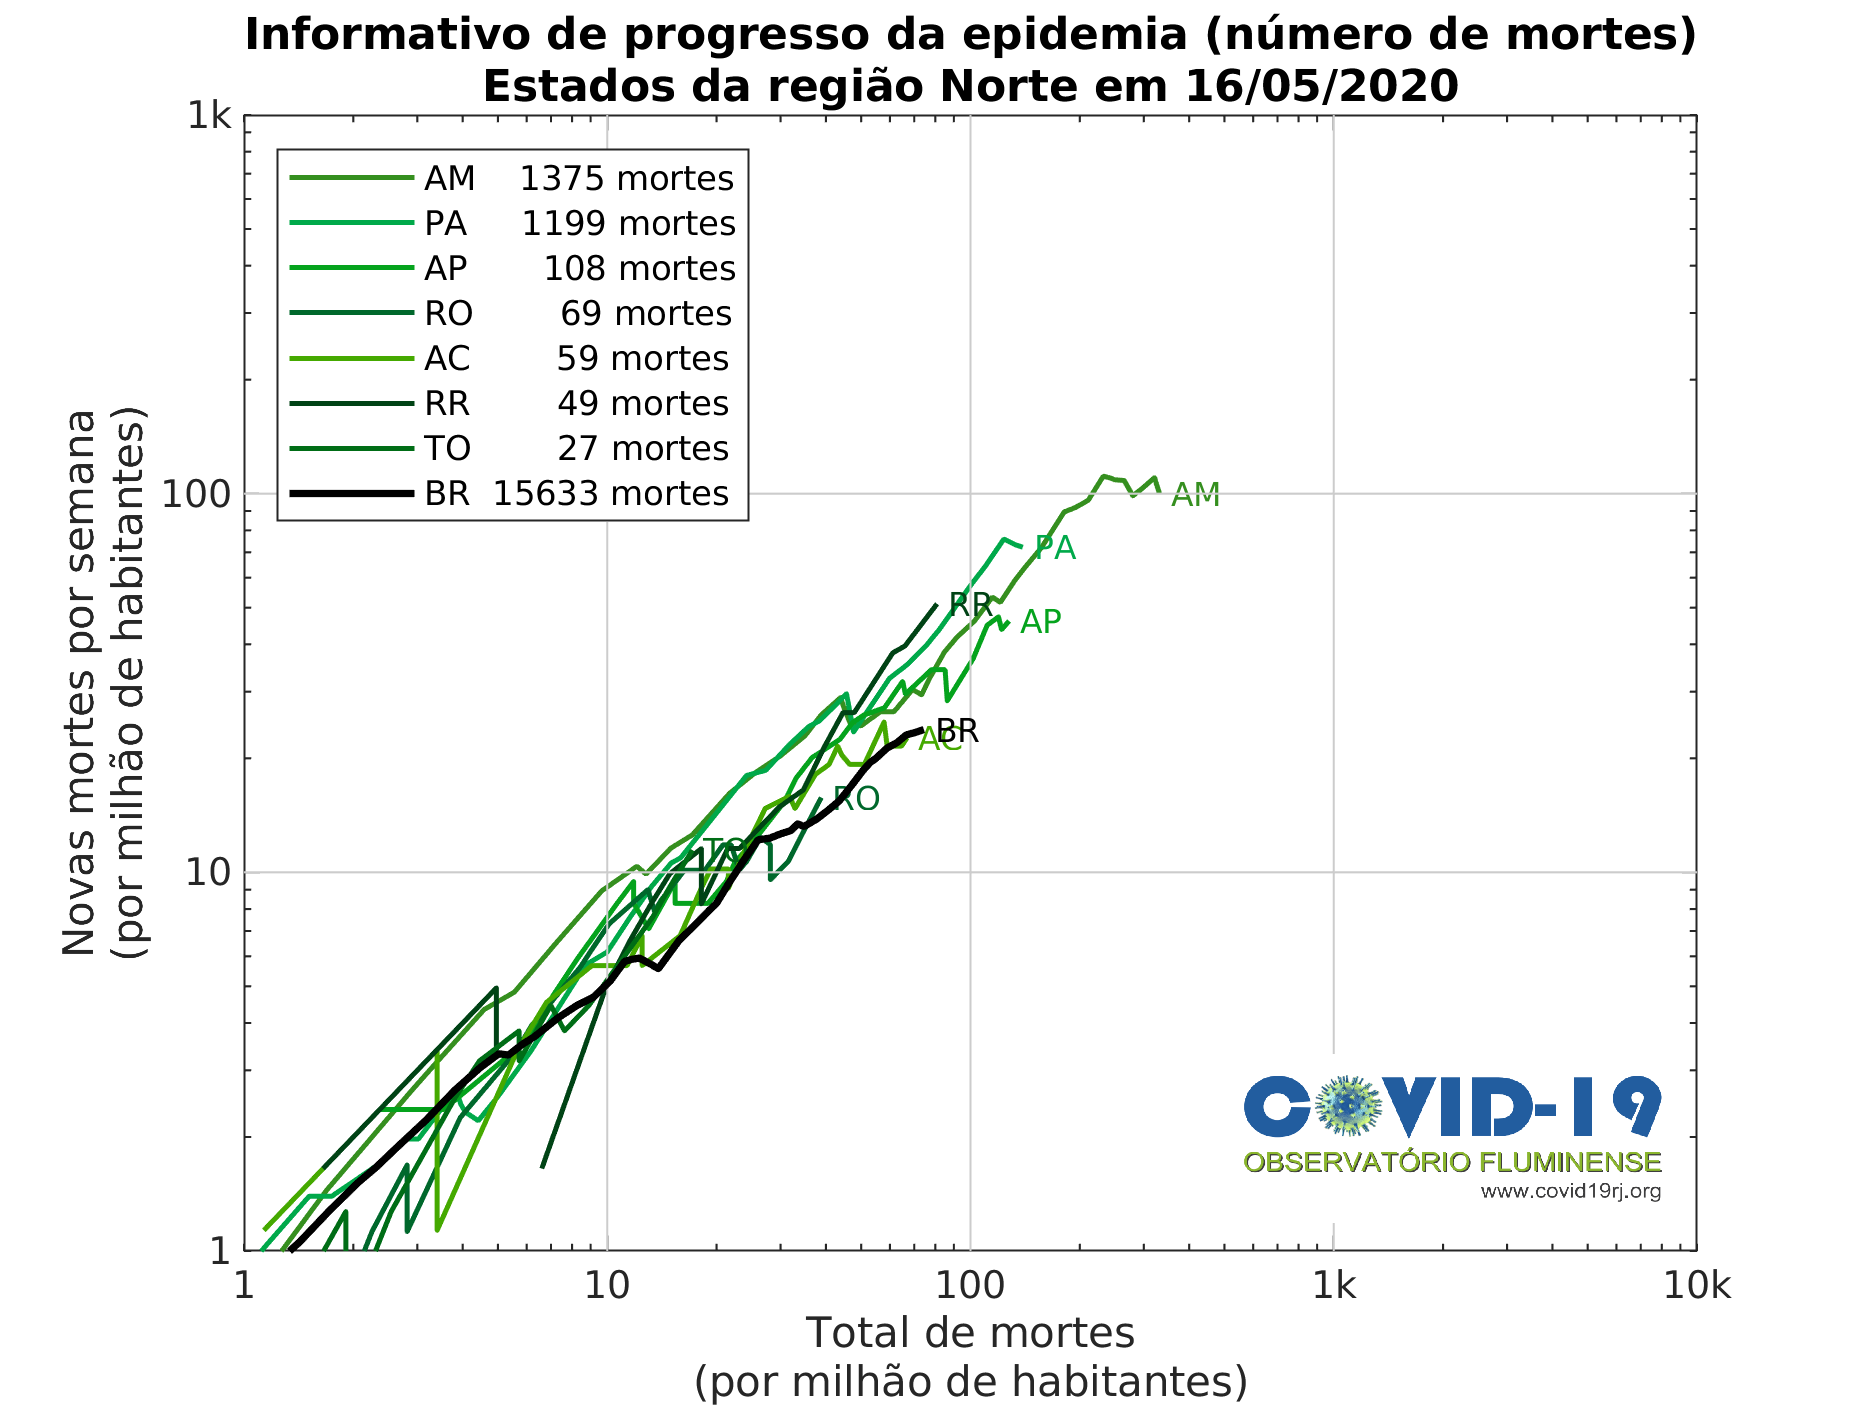 Informativo de progresso da epidemia (número de mortes)
Estados da região Norte em 16/05/2020
1k
100
10
1
Novas mortes por semana
(por milhão de habitantes)
AM 1375 mortes
PA 1199 mortes
AP 108 mortes
RO 69 mortes
AC 59 mortes
RR 49 mortes
TO 27 mortes
BR 15633 mortes
AM
PA
RR
AP
BR
AC
RO
TO
COVID-19
OBSERVATÓRIO FLUMINENSE
www.covid19rj.org
1
10
100
1k
10k
Total de mortes
(por milhão de habitantes)